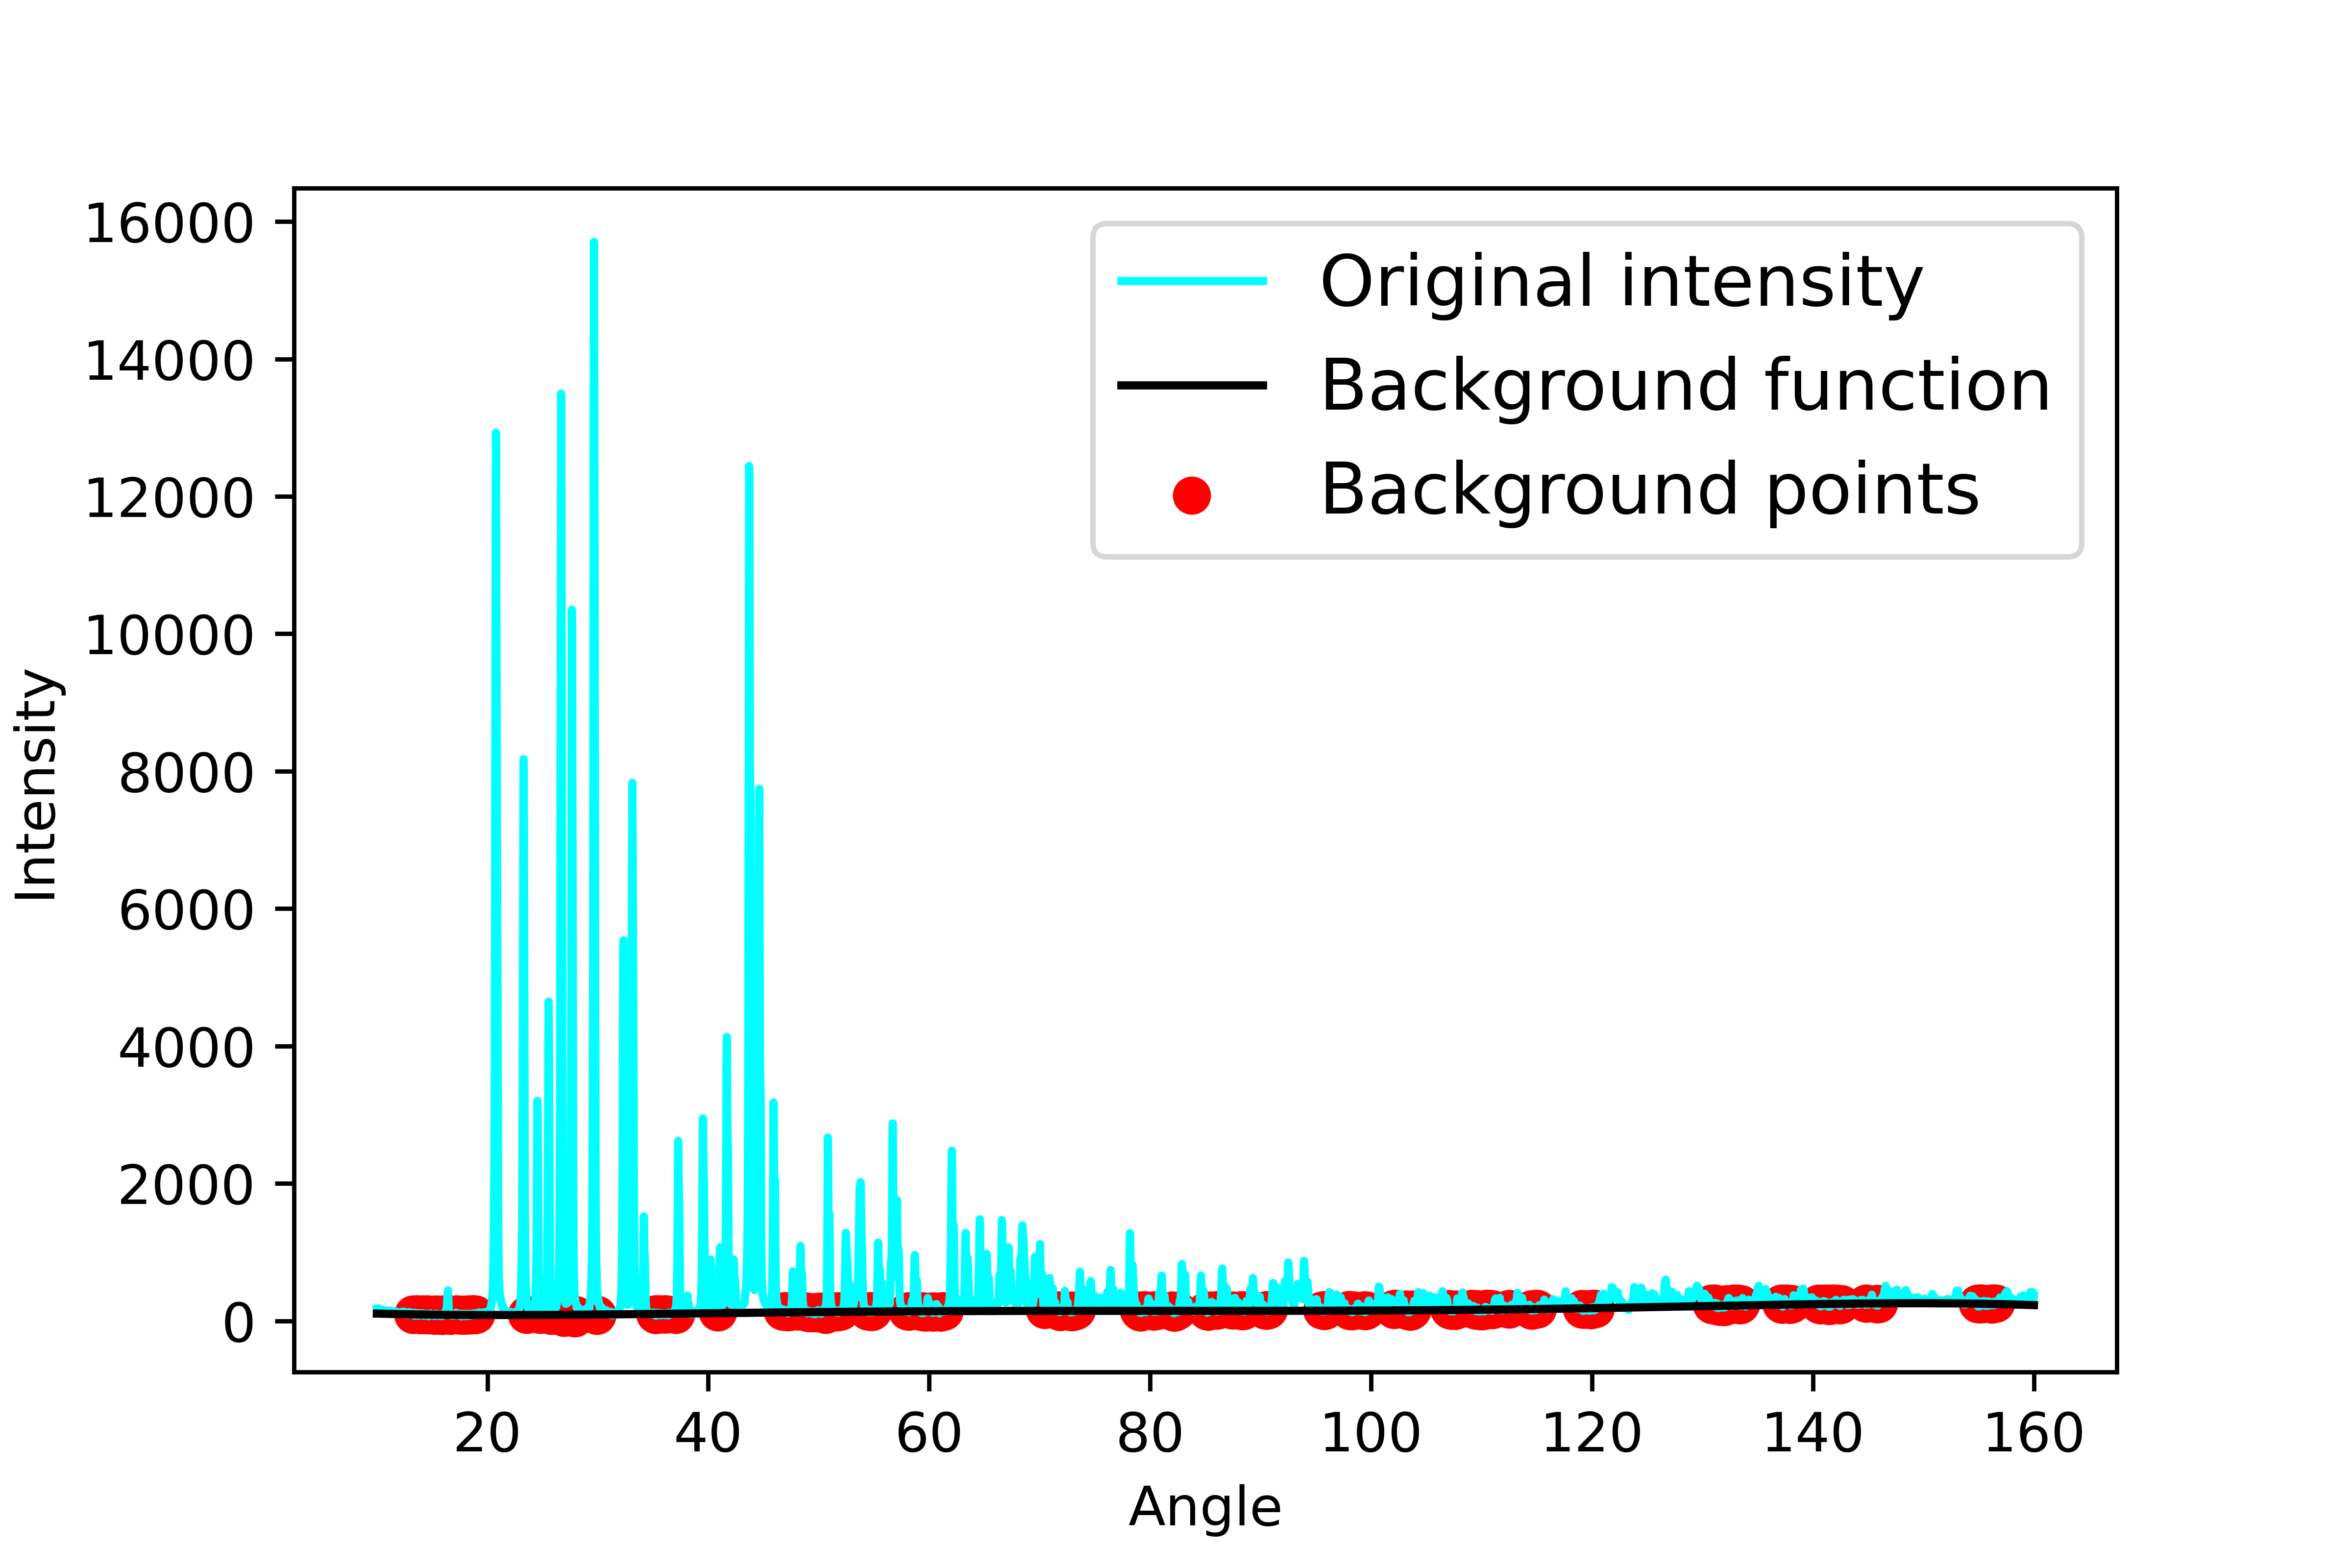 16000
14000
12000
10000
8000
6000
4000
2000
0
Intensity
Original intensity
Background function
Background points
20 40 60 80 100 120 140 160
Angle